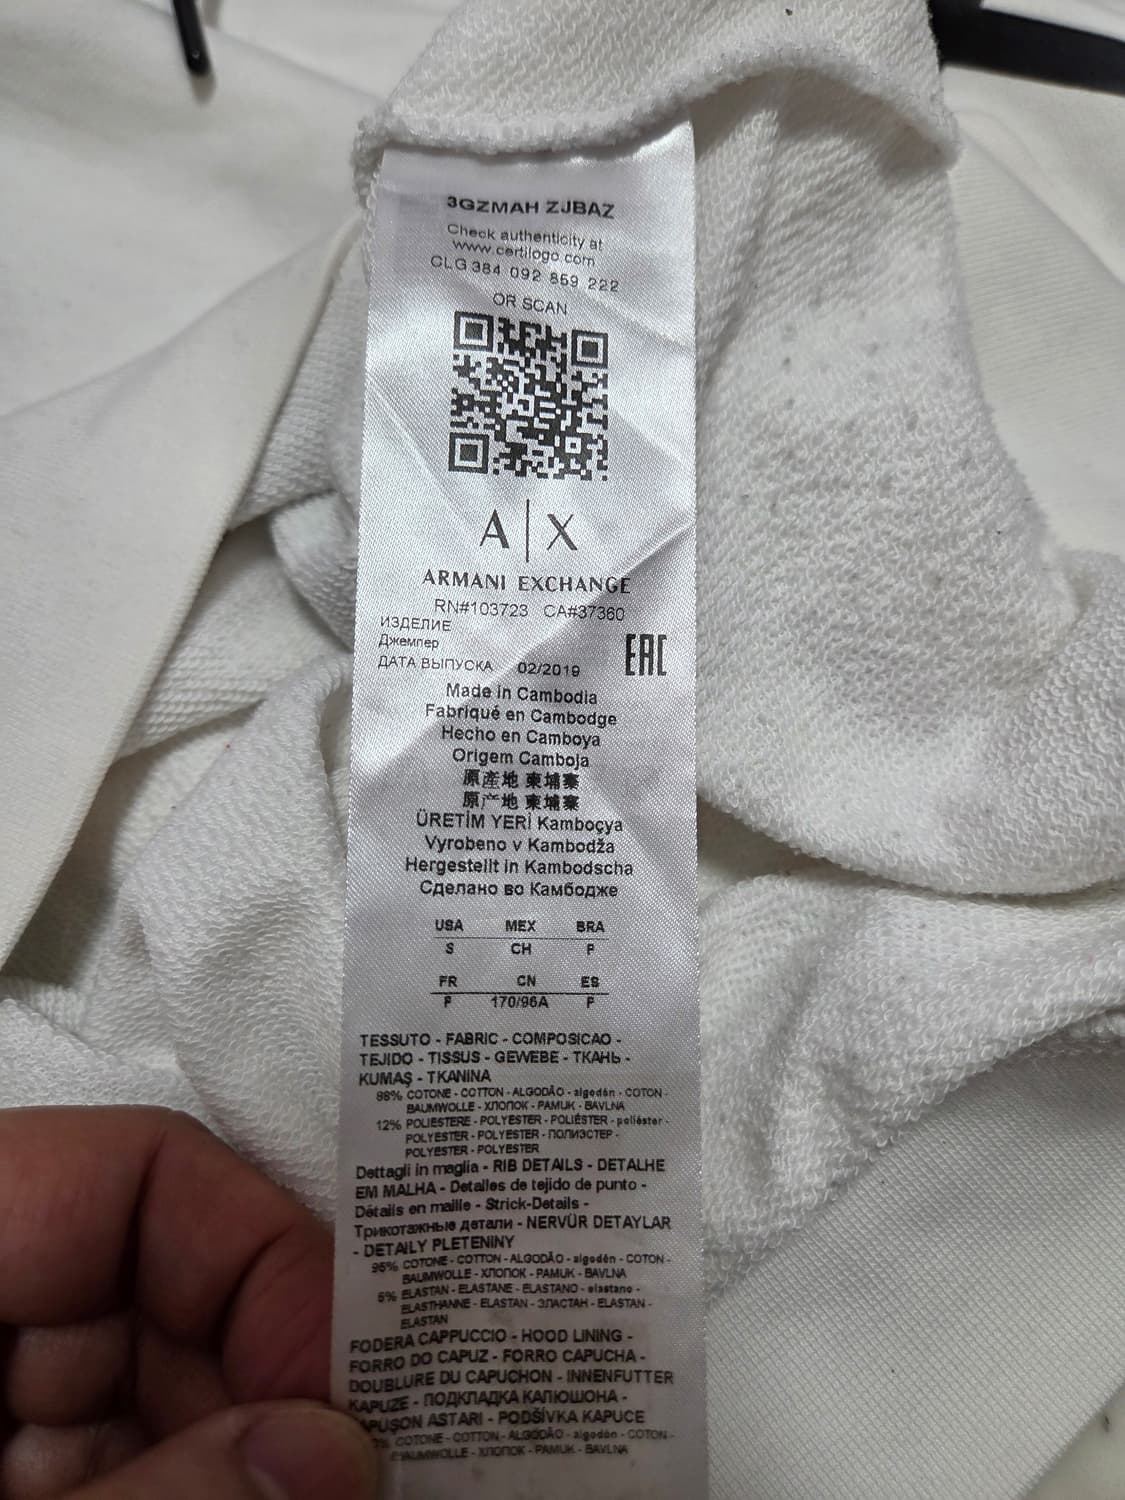 3GZMAH ZJBAZ
Check authenticity at
www.certilogo.com
CLG 384 092 859 222
OR SCAN
A|X
ARMANI EXCHANGE
RN#103723 CA#37360
ИЗДЕЛИЕ
Джемпер
ДАТА ВЫПУСКА 02/2019 EAC
Made in Cambodia
Fabriqué en Cambodge
Hecho en Camboya
Origem Camboja
原產地 柬埔寨
原产地 柬埔寨
ÜRETİM YERİ Kamboçya
Vyrobeno v Kambodža
Hergestellt in Kambodscha
Сделано во Камбодже
USA MEX BRA
S CH P
FR CN ES
P 170/96A P
TESSUTO - FABRIC - COMPOSICAO -
TEJIDO - TISSUS - GEWEBE - ТКАНЬ -
KUMAŞ - TKANINA
88% COTONE - COTTON - ALGODÃO - algodón - COTON -
BAUMWOLLE - ХЛОПОК - PAMUK - BAVLNA
12% POLIESTERE - POLYESTER - POLIÉSTER - poliéster -
POLYESTER - POLYESTER - ПОЛИЭСТЕР -
POLYESTER - POLYESTER
Dettagli in maglia - RIB DETAILS - DETALHE
EM MALHA - Detalles de tejido de punto -
Détails en maille - Strick-Details -
Трикотажные детали - NERVÜR DETAYLAR
- DETAILY PLETENINY
95% COTONE - COTTON - ALGODÃO - algodón - COTON -
BAUMWOLLE - ХЛОПОК - PAMUK - BAVLNA
5% ELASTAN - ELASTANE - ELASTANO - elastano -
ELASTHANNE - ELASTAN - ЭЛАСТАН - ELASTAN -
ELASTAN
FODERA CAPPUCCIO - HOOD LINING -
FORRO DO CAPUZ - FORRO CAPUCHA -
DOUBLURE DU CAPUCHON - INNENFUTTER
KAPUZE - ПОДКЛАДКА КАПЮШОНА -
KAPUŞON ASTARI - PODŠÍVKA KAPUCE
COTONE - COTTON - ALGODÃO - algodón - COTON -
BAUMWOLLE - ХЛОПОК - PAMUK - BAVLNA